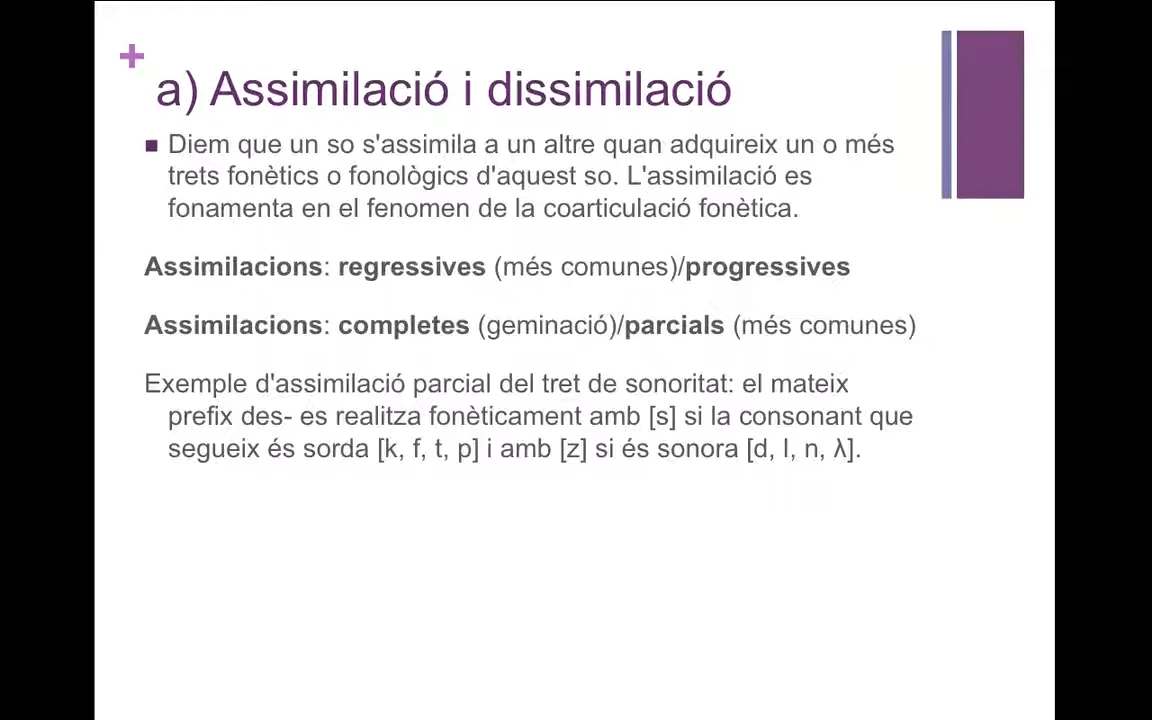 +
a) Assimilació i dissimilació
Diem que un so s'assimila a un altre quan adquireix un o més
trets fonètics o fonològics d'aquest so. L'assimilació es
fonamenta en el fenomen de la coarticulació fonètica.
Assimilacions: regressives (més comunes)/progressives
Assimilacions: completes (geminació)/parcials (més comunes)
Exemple d'assimilació parcial del tret de sonoritat: el mateix
prefix des- es realitza fonèticament amb [s] si la consonant que
segueix és sorda [k, f, t, p] i amb [z] si és sonora [d, l, n, λ].